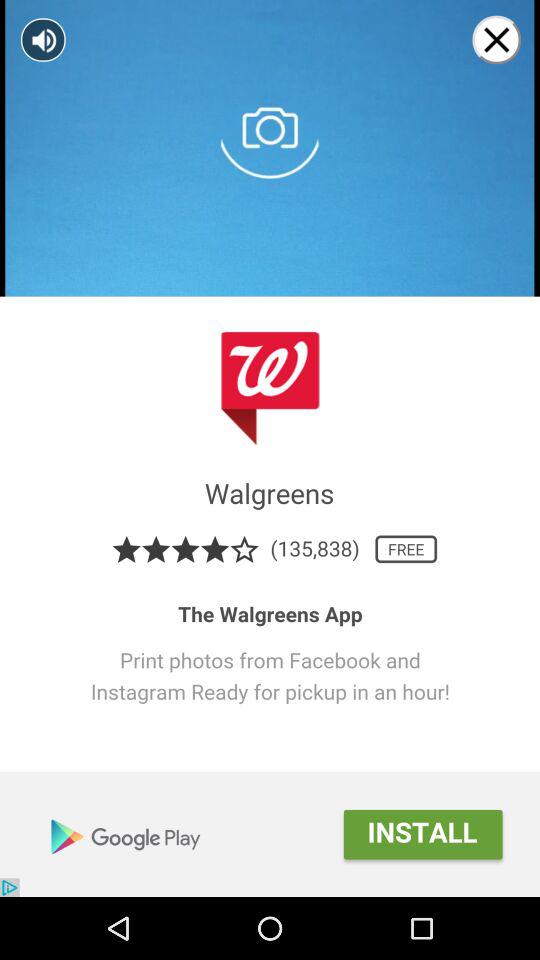 W
Walgreens
(135,838) FREE
The Walgreens App
Print photos from Facebook and
Instagram Ready for pickup in an hour!
Google Play
INSTALL